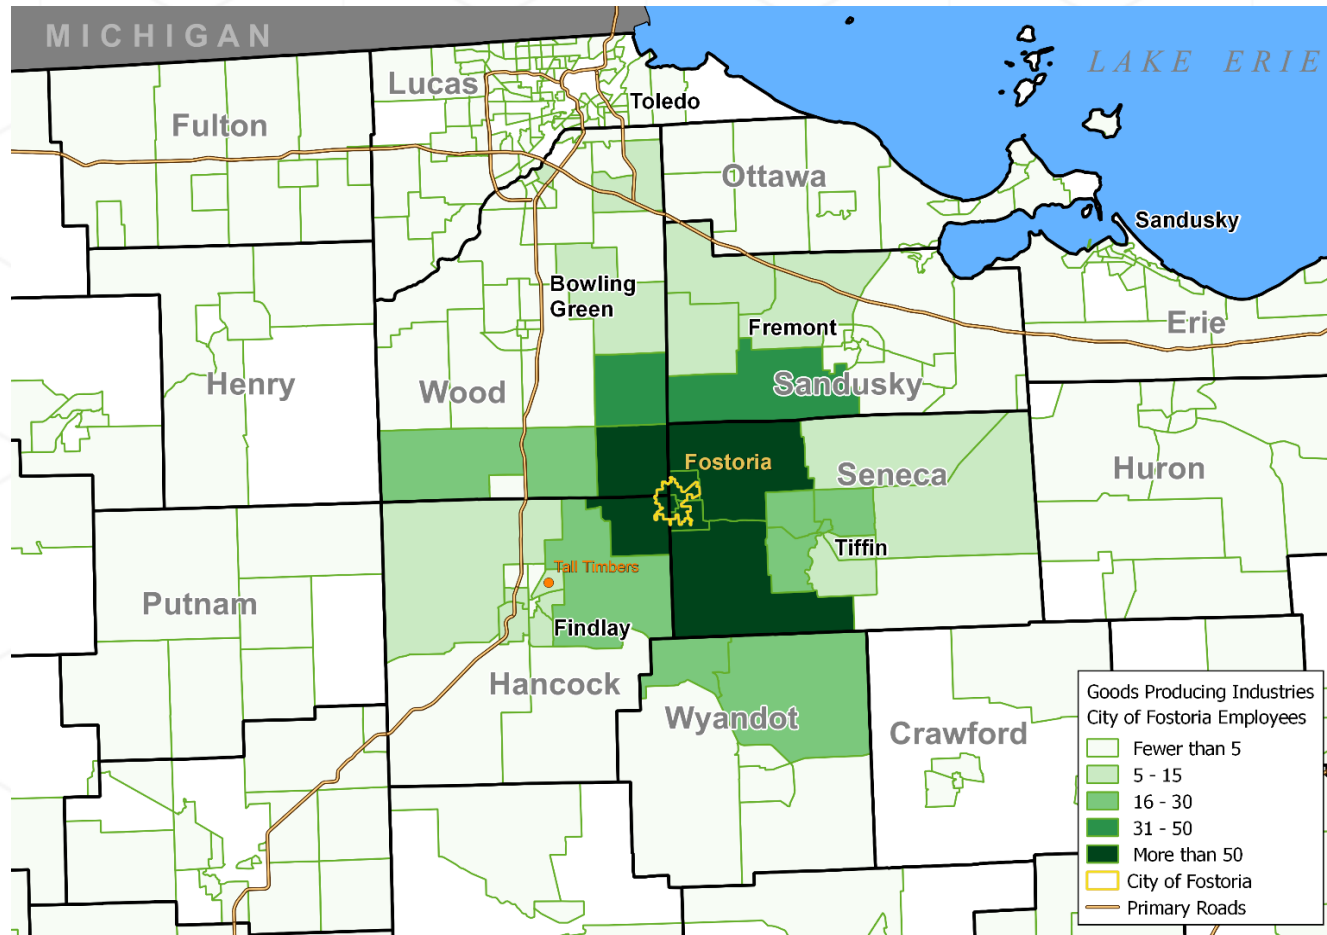 MICHIGAN
LAKE ERIE
Lucas
Toledo
Fulton
Ottawa
Sandusky
Bowling
Green
Fremont
Erie
Henry
Wood
Sandusky
Fostoria
Seneca
Huron
Tiffin
Tall Timbers
Putnam
Findlay
Hancock
Wyandot
Crawford
Goods Producing Industries
City of Fostoria Employees
Fewer than 5
5 - 15
16 - 30
31 - 50
More than 50
City of Fostoria
Primary Roads